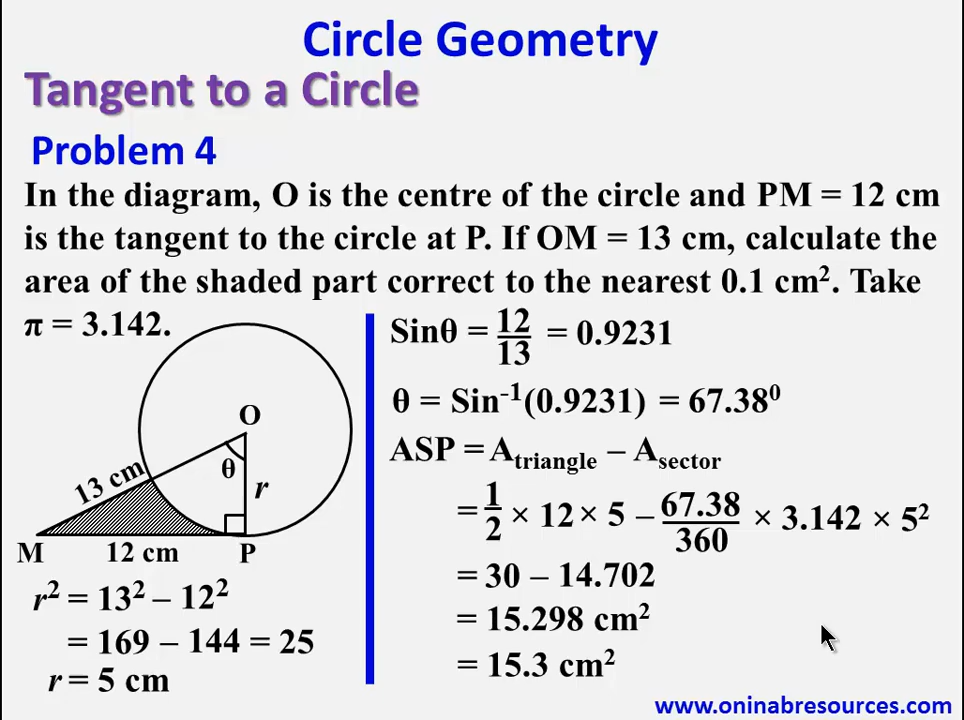 Circle Geometry
Tangent to a Circle
Problem 4
In the diagram, O is the centre of the circle and PM = 12 cm
is the tangent to the circle at P. If OM = 13 cm, calculate the
area of the shaded part correct to the nearest 0.1 cm². Take
π = 3.142.
O
θ
r
13 cm
M
12 cm
P
r² = 13² – 12²
= 169 – 144 = 25
r = 5 cm
Sinθ = 12/13 = 0.9231
θ = Sin⁻¹(0.9231) = 67.38⁰
ASP = Atriangle – Asector
= 1/2 × 12 × 5 – 67.38/360 × 3.142 × 5²
= 30 – 14.702
= 15.298 cm²
= 15.3 cm²
www.oninabresources.com